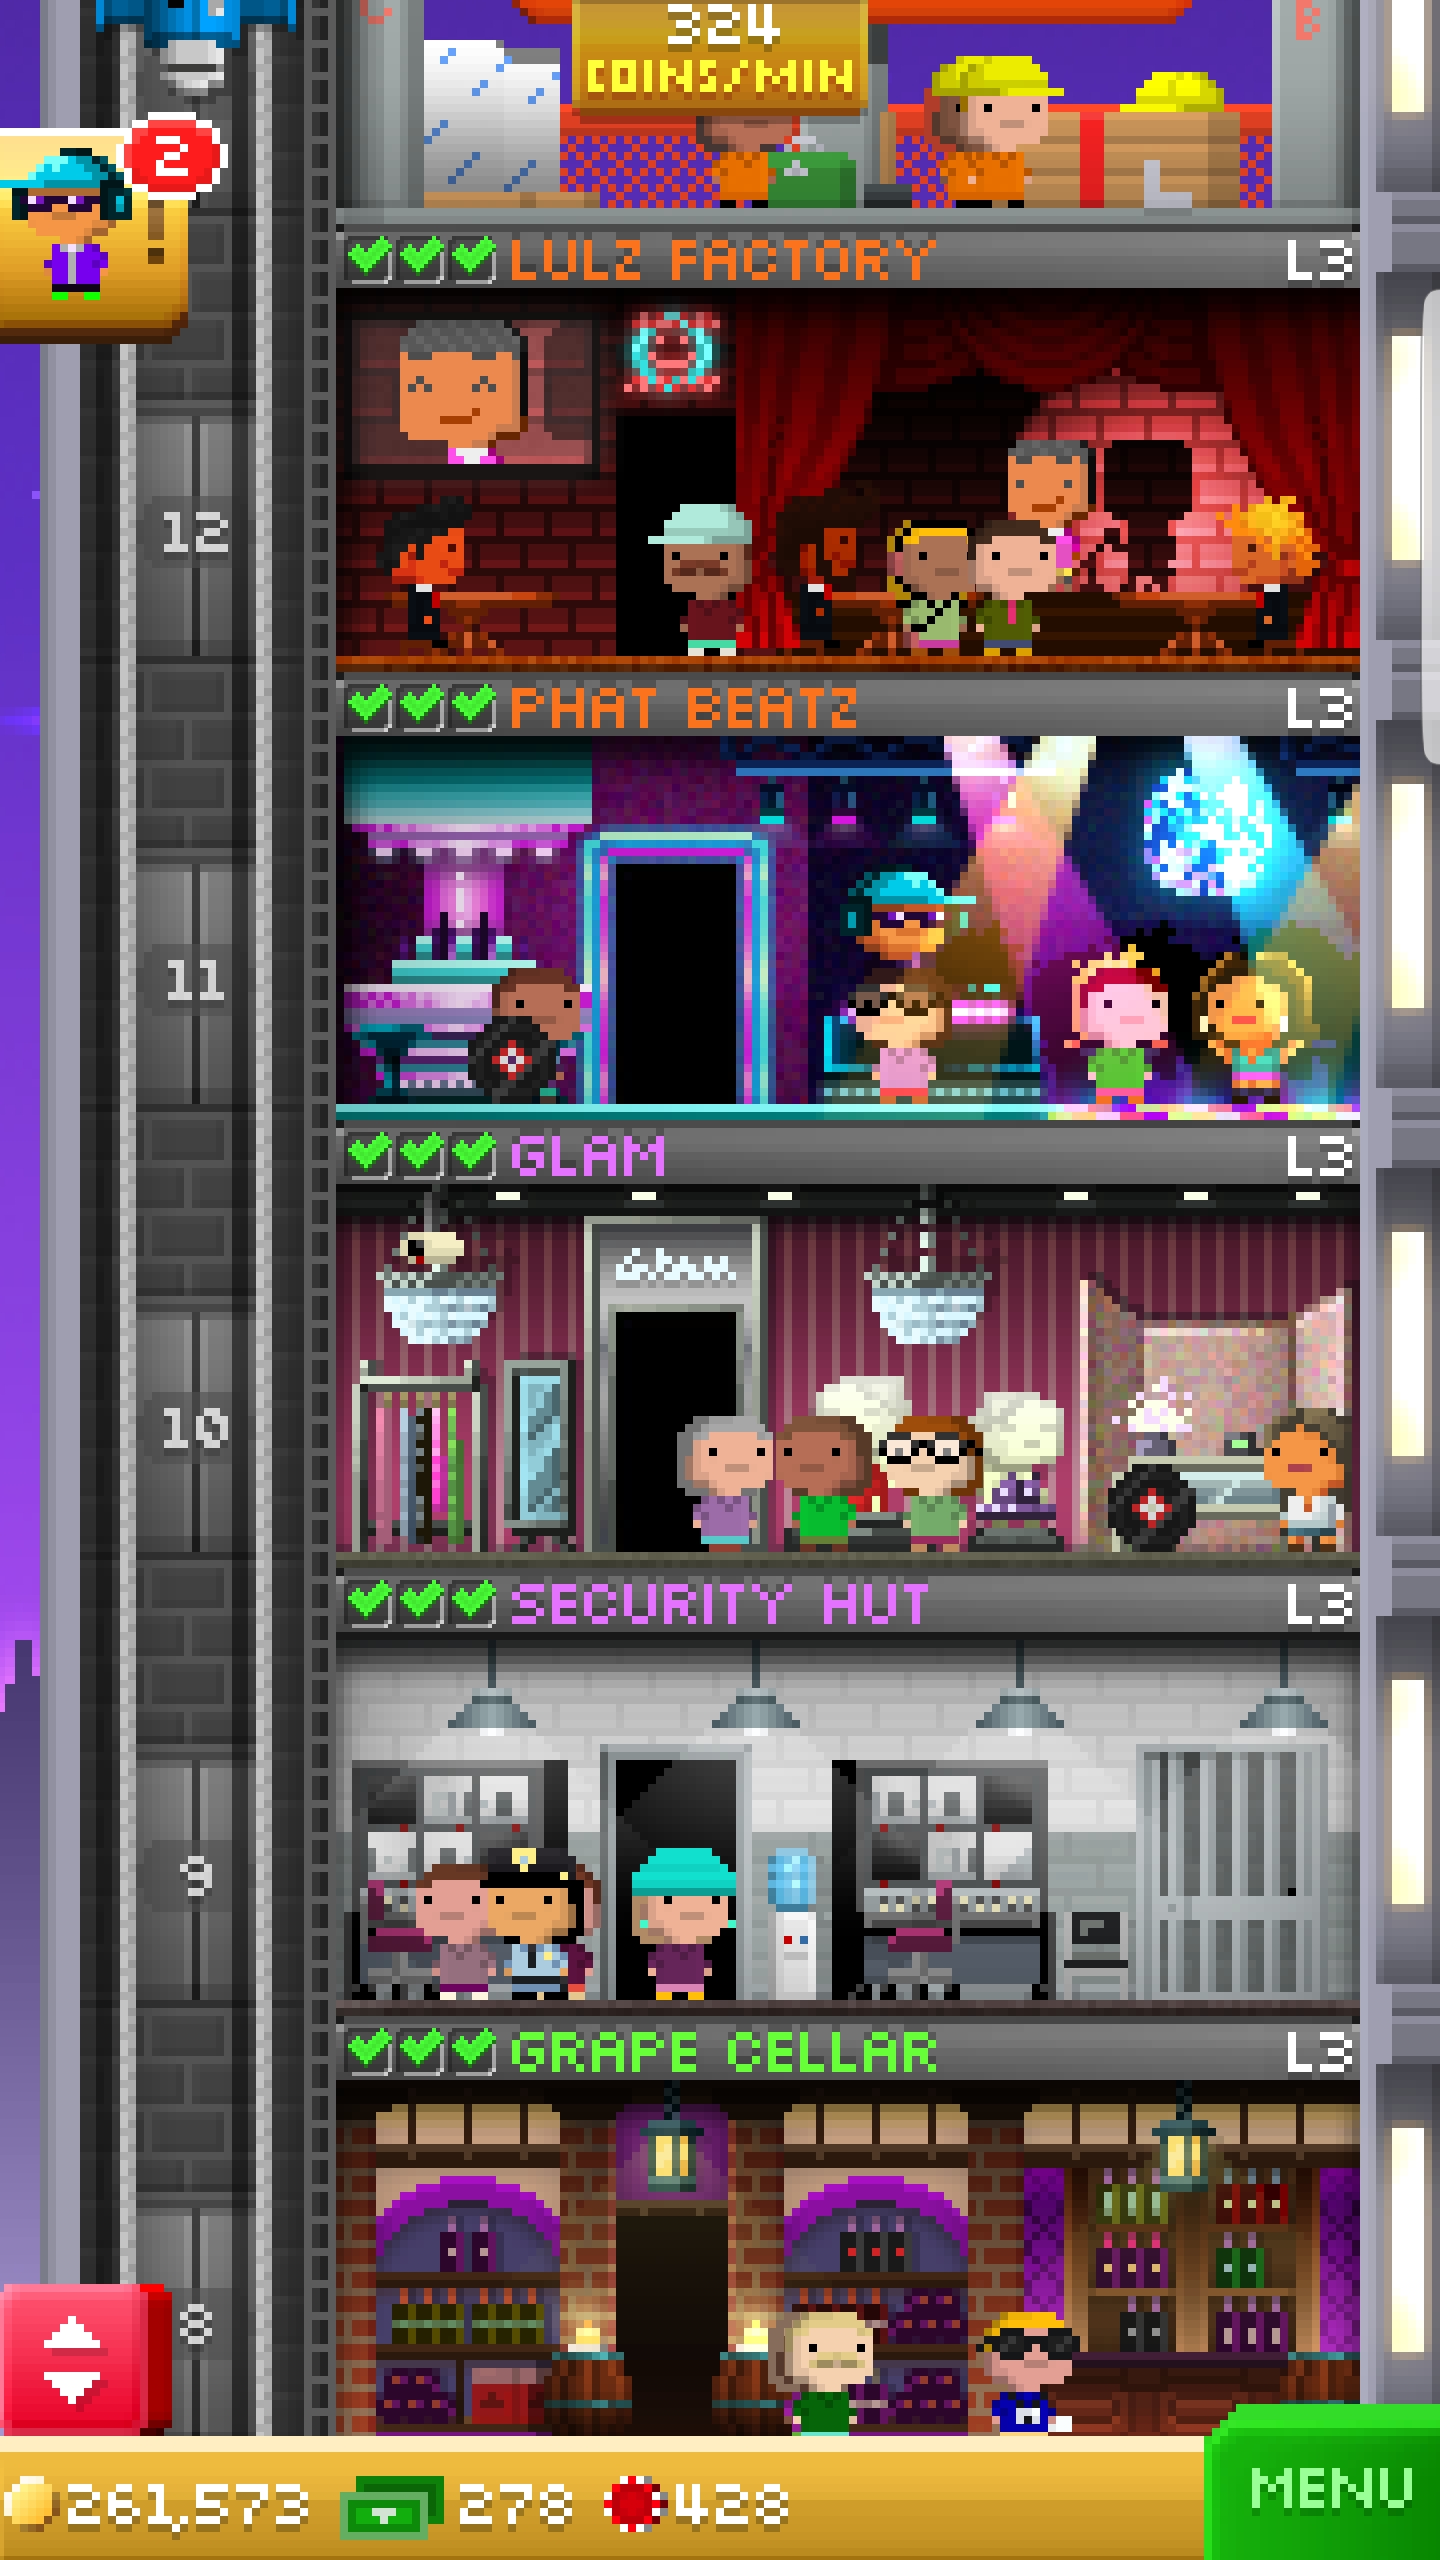 324
COINS/MIN
2
!
LULZ FACTORY L3
12
PHAT BEATZ L3
11
GLAM L3
Glam
10
SECURITY HUT L3
9
GRAPE CELLAR L3
8
261,573 278 428
MENU